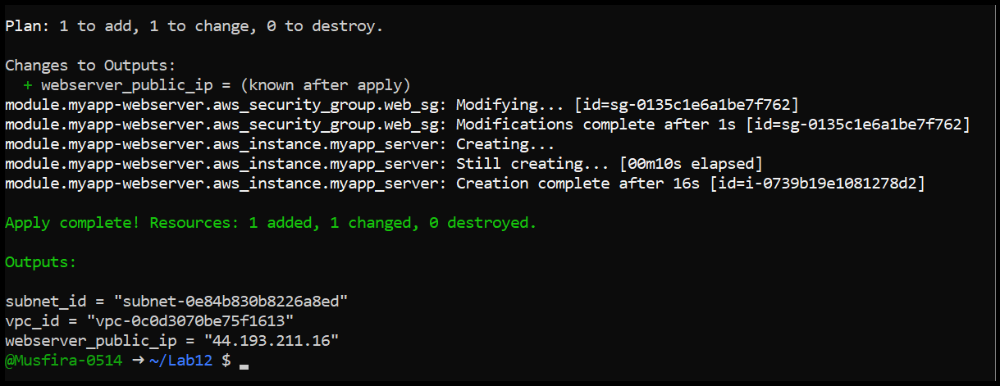 Plan: 1 to add, 1 to change, 0 to destroy.
Changes to Outputs:
+ webserver_public_ip = (known after apply)
module.myapp-webserver.aws_security_group.web_sg: Modifying... [id=sg-0135c1e6a1be7f762]
module.myapp-webserver.aws_security_group.web_sg: Modifications complete after 1s [id=sg-0135c1e6a1be7f762]
module.myapp-webserver.aws_instance.myapp_server: Creating...
module.myapp-webserver.aws_instance.myapp_server: Still creating... [00m10s elapsed]
module.myapp-webserver.aws_instance.myapp_server: Creation complete after 16s [id=i-0739b19e1081278d2]
Apply complete! Resources: 1 added, 1 changed, 0 destroyed.
Outputs:
subnet_id = "subnet-0e84b830b8226a8ed"
vpc_id = "vpc-0c0d3070be75f1613"
webserver_public_ip = "44.193.211.16"
@Musfira-0514 ➜ ~/Lab12 $